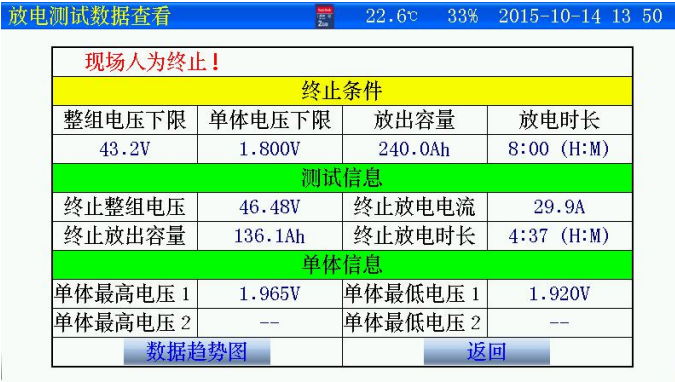 放电测试数据查看 22.6℃ 33% 2015-10-14 13 50
现场人为终止！
终止条件
整组电压下限 单体电压下限 放出容量 放电时长
43.2V 1.800V 240.0Ah 8:00 (H:M)
测试信息
终止整组电压 46.48V 终止放电电流 29.9A
终止放出容量 136.1Ah 终止放电时长 4:37 (H:M)
单体信息
单体最高电压1 1.965V 单体最低电压1 1.920V
单体最高电压2 -- 单体最低电压2 --
数据趋势图 返回